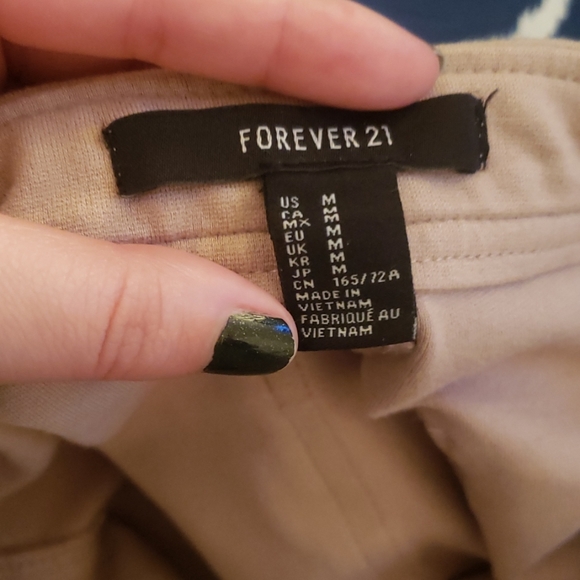 FOREVER 21
US M
CA M
MX M
EU M
UK M
KR M
JP M
CN 165/72A
MADE IN
VIETNAM
FABRIQUÉ AU
VIETNAM